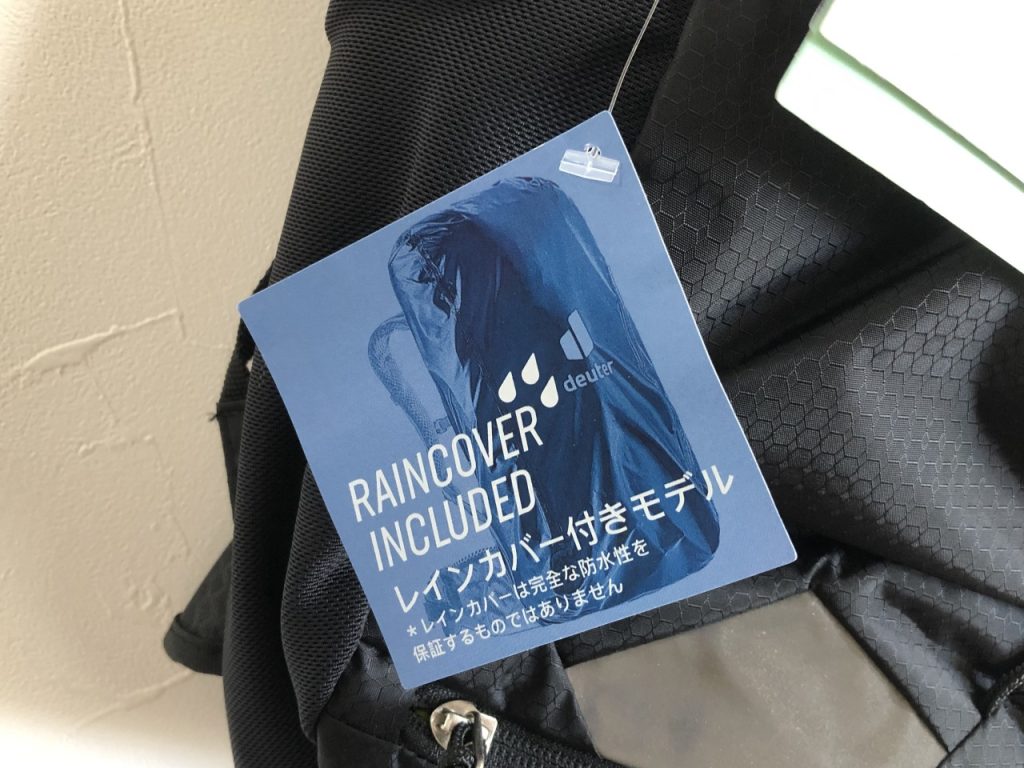 deuter
RAINCOVER
INCLUDED
レインカバー付きモデル
*レインカバーは完全な防水性を
保証するものではありません